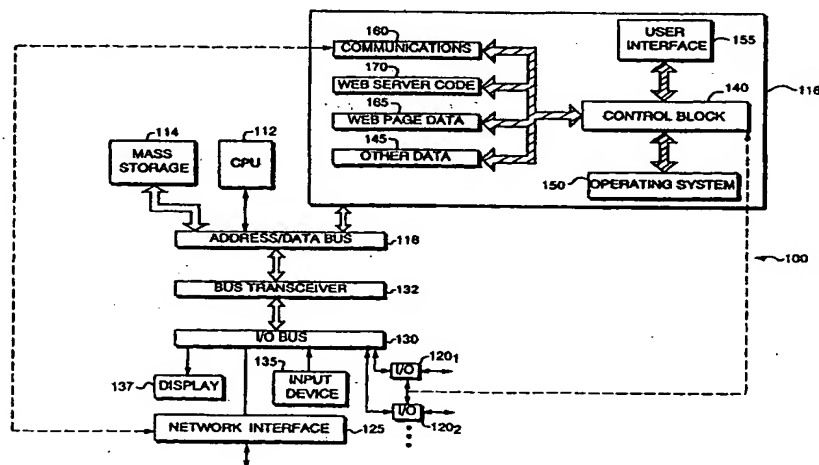 160
COMMUNICATIONS
170
WEB SERVER CODE
165
WEB PAGE DATA
145
OTHER DATA
USER
INTERFACE
155
140
CONTROL BLOCK
116
150
OPERATING SYSTEM
114
MASS
STORAGE
112
CPU
ADDRESS/DATA BUS
118
BUS TRANSCEIVER
132
I/O BUS
130
100
137
DISPLAY
135
INPUT
DEVICE
I/O
120₁
I/O
120₂
NETWORK INTERFACE
125